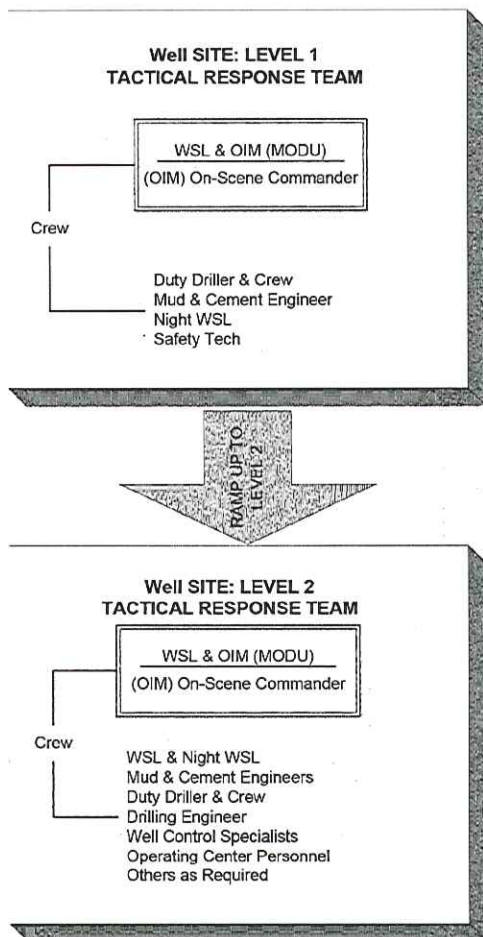 Well SITE: LEVEL 1
TACTICAL RESPONSE TEAM
WSL & OIM (MODU)
(OIM) On-Scene Commander
Crew
Duty Driller & Crew
Mud & Cement Engineer
Night WSL
Safety Tech
RAMP UP TO
LEVEL 2
Well SITE: LEVEL 2
TACTICAL RESPONSE TEAM
WSL & OIM (MODU)
(OIM) On-Scene Commander
Crew
WSL & Night WSL
Mud & Cement Engineers
Duty Driller & Crew
Drilling Engineer
Well Control Specialists
Operating Center Personnel
Others as Required